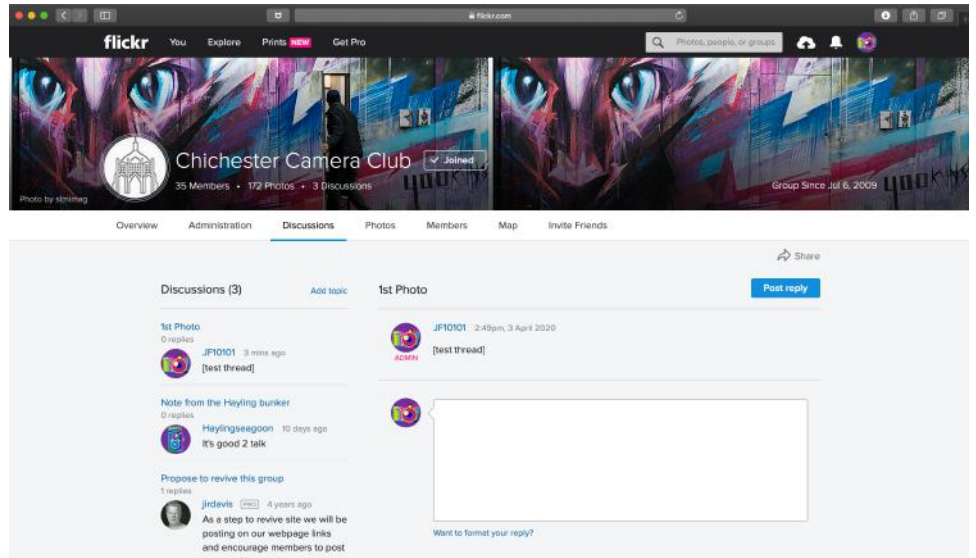 flickr.com
flickr You Explore Prints NEW Get Pro
Photos, people, or groups
Chichester Camera Club
✓ Joined
35 Members • 172 Photos • 3 Discussions
Group Since Jul 6, 2009
Photo by simimag
Overview Administration Discussions Photos Members Map Invite Friends
Share
Discussions (3) Add topic
1st Photo
0 replies
JF10101 3 mins ago
[test thread]
Note from the Hayling bunker
0 replies
Haylingseagoon 10 days ago
It's good 2 talk
Propose to revive this group
1 replies
jirdavis PRO 4 years ago
As a step to revive site we will be
posting on our webpage links
and encourage members to post
1st Photo
Post reply
JF10101 2:49pm, 3 April 2020
ADMIN
[test thread]
Want to format your reply?